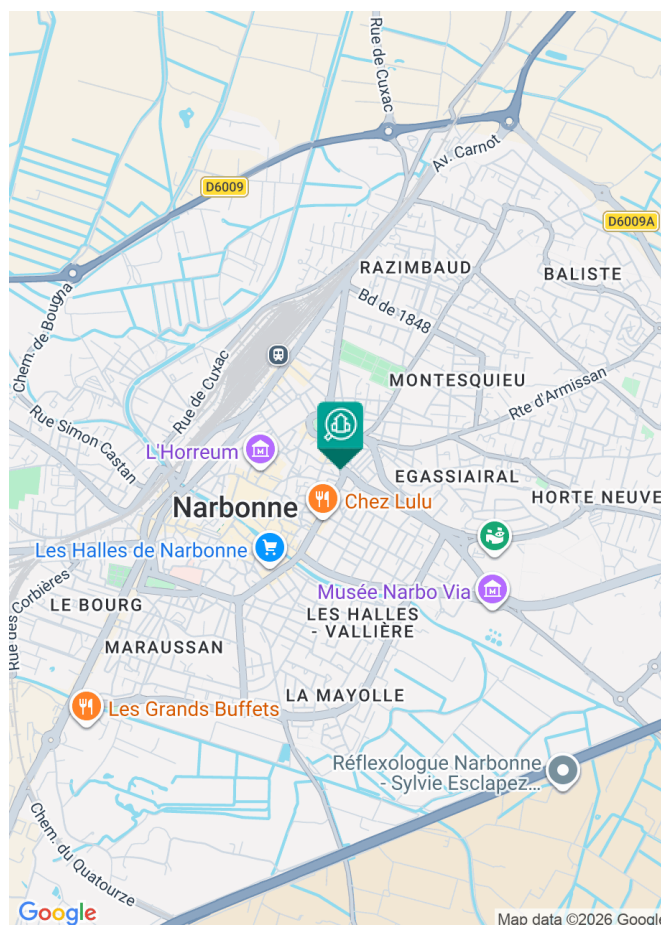 Rue de Cuxac
Av. Carnot
D6009
D6009A
RAZIMBAUD
BALISTE
Chem. de Bougna
Bd de 1848
Rue de Cuxac
MONTESQUIEU
Rte d'Armissan
Rue Simon Castan
L'Horreum
EGASSIAIRAL
HORTE NEUVE
Narbonne
Chez Lulu
Les Halles de Narbonne
Musée Narbo Via
Rue des Corbières
LE BOURG
LES HALLES
- VALLIÈRE
MARAUSSAN
LA MAYOLLE
Les Grands Buffets
Réflexologue Narbonne
- Sylvie Esclapez...
Chem. du Quatourze
Google
Map data ©2026 Google